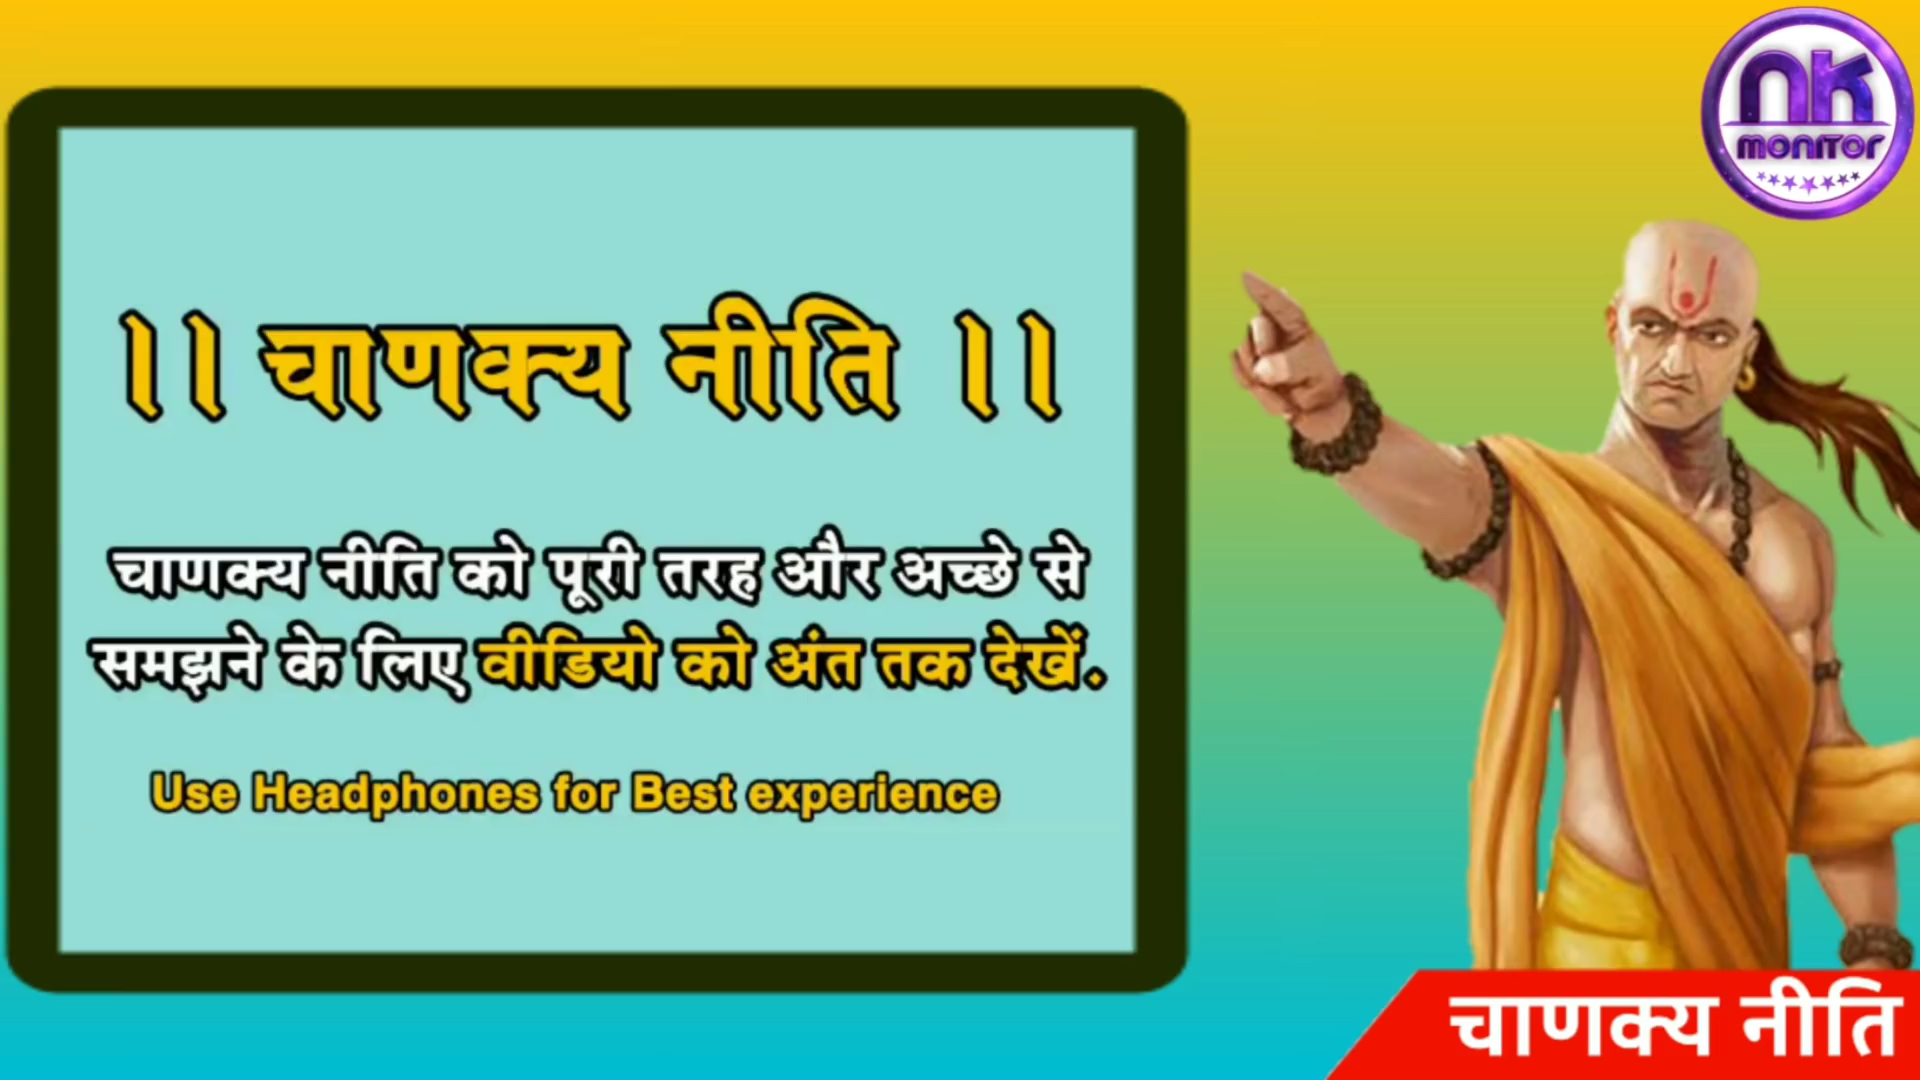 NK
MONITOR
।। चाणक्य नीति ।।
चाणक्य नीति को पूरी तरह और अच्छे से
समझने के लिए वीडियो को अंत तक देखें.
Use Headphones for Best experience
चाणक्य नीति